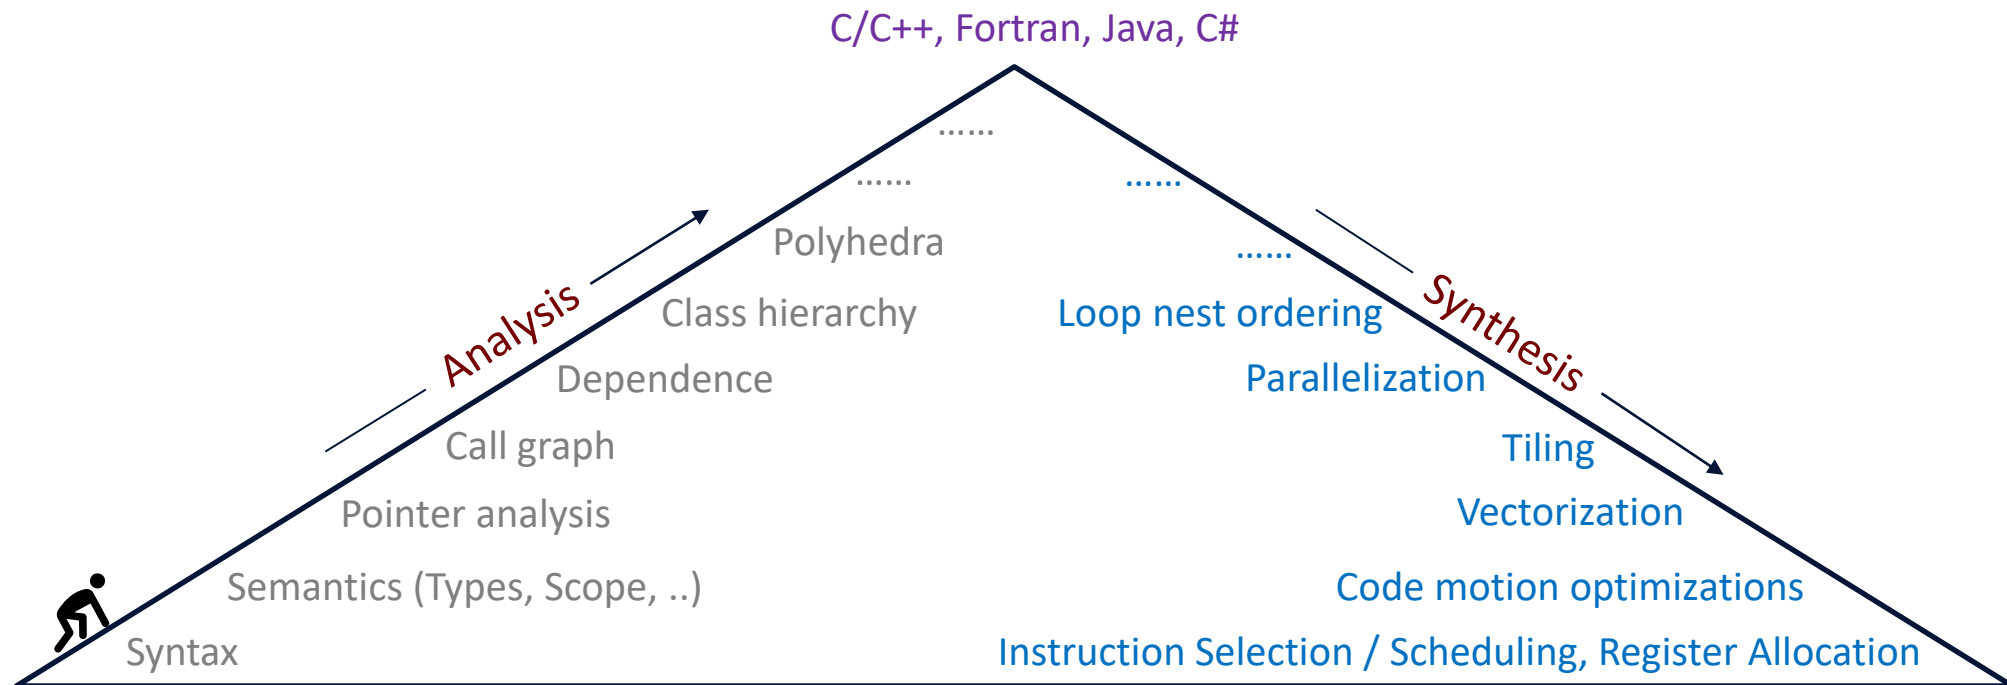 C/C++, Fortran, Java, C#
……
……
……
Polyhedra
……
Analysis
Class hierarchy
Loop nest ordering
Synthesis
Dependence
Parallelization
Call graph
Tiling
Pointer analysis
Vectorization
Semantics (Types, Scope, ..)
Code motion optimizations
Syntax
Instruction Selection / Scheduling, Register Allocation